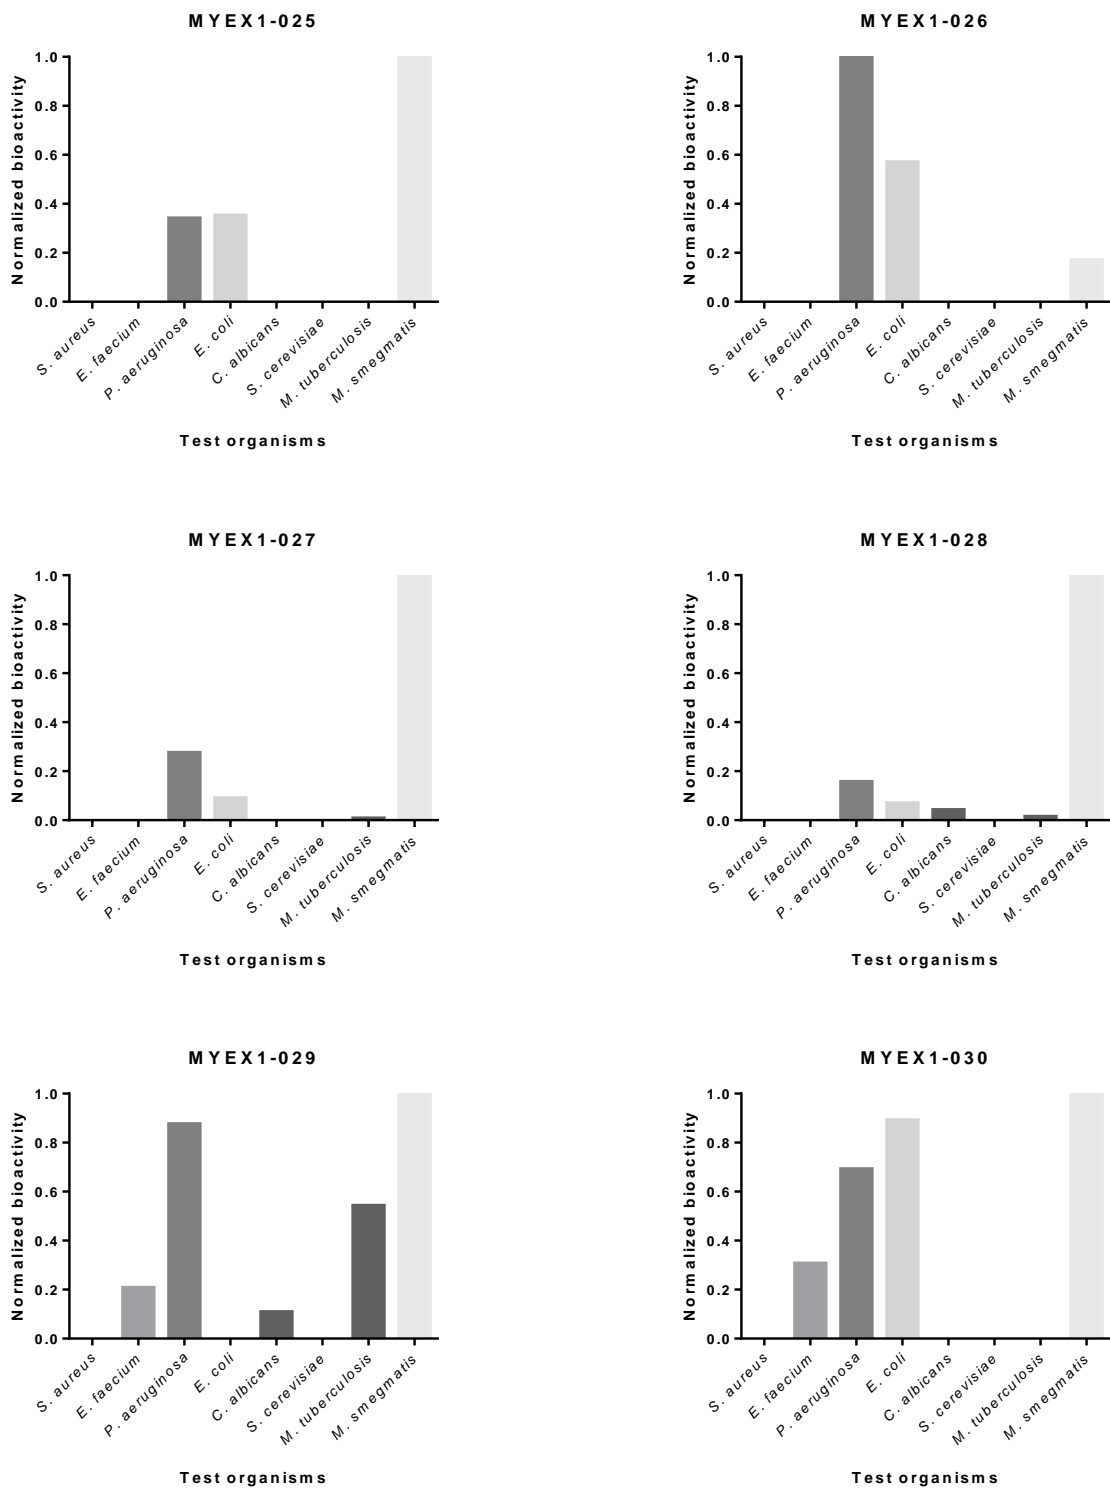 MYEX1-025
Normalized bioactivity
1.0
0.8
0.6
0.4
0.2
0.0
S. aureus
E. faecium
P. aeruginosa
E. coli
C. albicans
S. cerevisiae
M. tuberculosis
M. smegmatis
Test organisms
MYEX1-026
Normalized bioactivity
1.0
0.8
0.6
0.4
0.2
0.0
S. aureus
E. faecium
P. aeruginosa
E. coli
C. albicans
S. cerevisiae
M. tuberculosis
M. smegmatis
Test organisms
MYEX1-027
Normalized bioactivity
1.0
0.8
0.6
0.4
0.2
0.0
S. aureus
E. faecium
P. aeruginosa
E. coli
C. albicans
S. cerevisiae
M. tuberculosis
M. smegmatis
Test organisms
MYEX1-028
Normalized bioactivity
1.0
0.8
0.6
0.4
0.2
0.0
S. aureus
E. faecium
P. aeruginosa
E. coli
C. albicans
S. cerevisiae
M. tuberculosis
M. smegmatis
Test organisms
MYEX1-029
Normalized bioactivity
1.0
0.8
0.6
0.4
0.2
0.0
S. aureus
E. faecium
P. aeruginosa
E. coli
C. albicans
S. cerevisiae
M. tuberculosis
M. smegmatis
Test organisms
MYEX1-030
Normalized bioactivity
1.0
0.8
0.6
0.4
0.2
0.0
S. aureus
E. faecium
P. aeruginosa
E. coli
C. albicans
S. cerevisiae
M. tuberculosis
M. smegmatis
Test organisms